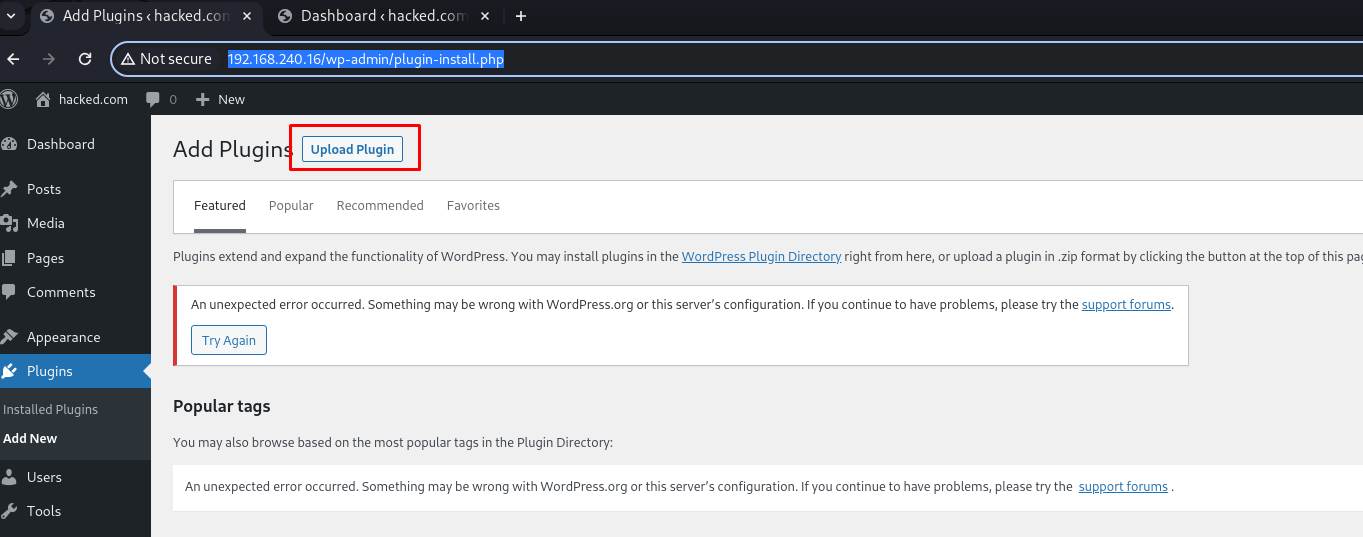 Add Plugins ‹ hacked.con
Dashboard ‹ hacked.com
Not secure 192.168.240.16/wp-admin/plugin-install.php
hacked.com 0 New
Dashboard
Posts
Media
Pages
Comments
Appearance
Plugins
Installed Plugins
Add New
Users
Tools
Add Plugins Upload Plugin
Featured Popular Recommended Favorites
Plugins extend and expand the functionality of WordPress. You may install plugins in the WordPress Plugin Directory right from here, or upload a plugin in .zip format by clicking the button at the top of this pag
An unexpected error occurred. Something may be wrong with WordPress.org or this server’s configuration. If you continue to have problems, please try the support forums.
Try Again
Popular tags
You may also browse based on the most popular tags in the Plugin Directory:
An unexpected error occurred. Something may be wrong with WordPress.org or this server’s configuration. If you continue to have problems, please try the support forums .